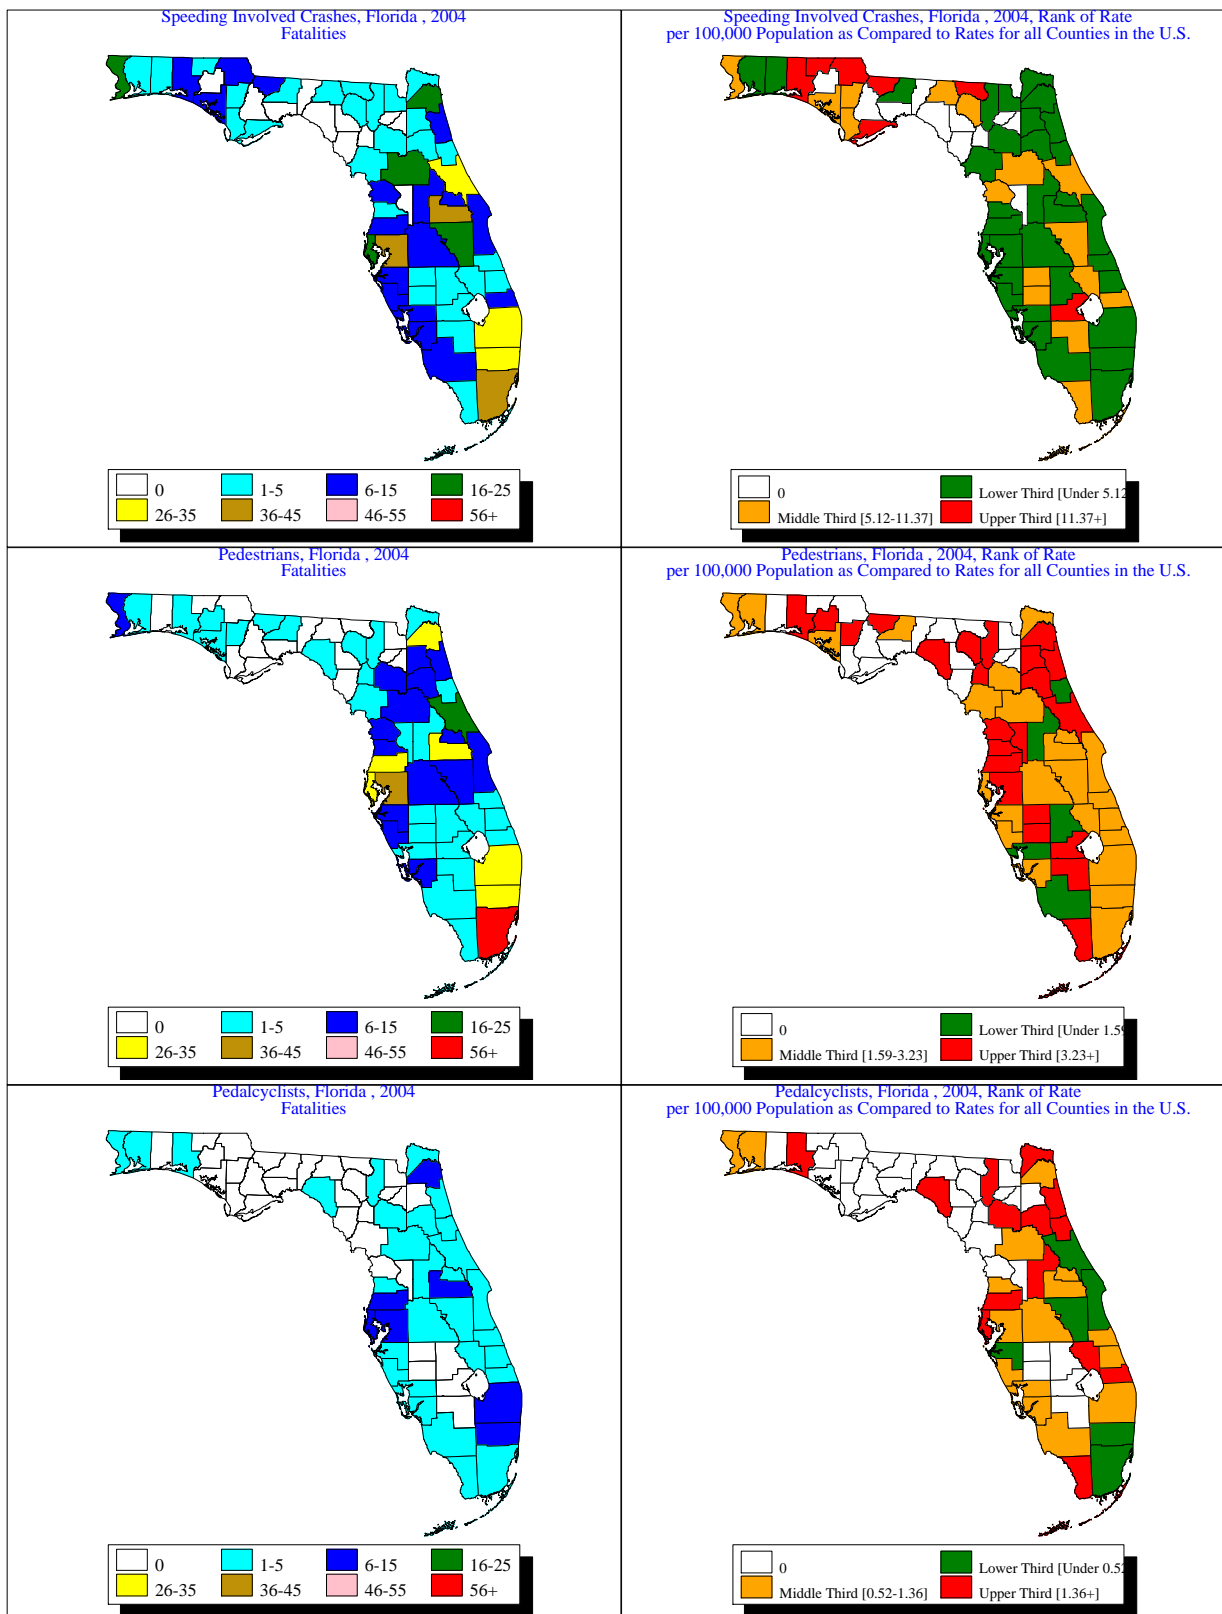 Speeding Involved Crashes, Florida , 2004
Fatalities
0
1-5
6-15
16-25
26-35
36-45
46-55
56+
Speeding Involved Crashes, Florida , 2004, Rank of Rate
per 100,000 Population as Compared to Rates for all Counties in the U.S.
0
Lower Third [Under 5.12
Middle Third [5.12-11.37]
Upper Third [11.37+]
Pedestrians, Florida , 2004
Fatalities
0
1-5
6-15
16-25
26-35
36-45
46-55
56+
Pedestrians, Florida , 2004, Rank of Rate
per 100,000 Population as Compared to Rates for all Counties in the U.S.
0
Lower Third [Under 1.59
Middle Third [1.59-3.23]
Upper Third [3.23+]
Pedalcyclists, Florida , 2004
Fatalities
0
1-5
6-15
16-25
26-35
36-45
46-55
56+
Pedalcyclists, Florida , 2004, Rank of Rate
per 100,000 Population as Compared to Rates for all Counties in the U.S.
0
Lower Third [Under 0.52
Middle Third [0.52-1.36]
Upper Third [1.36+]